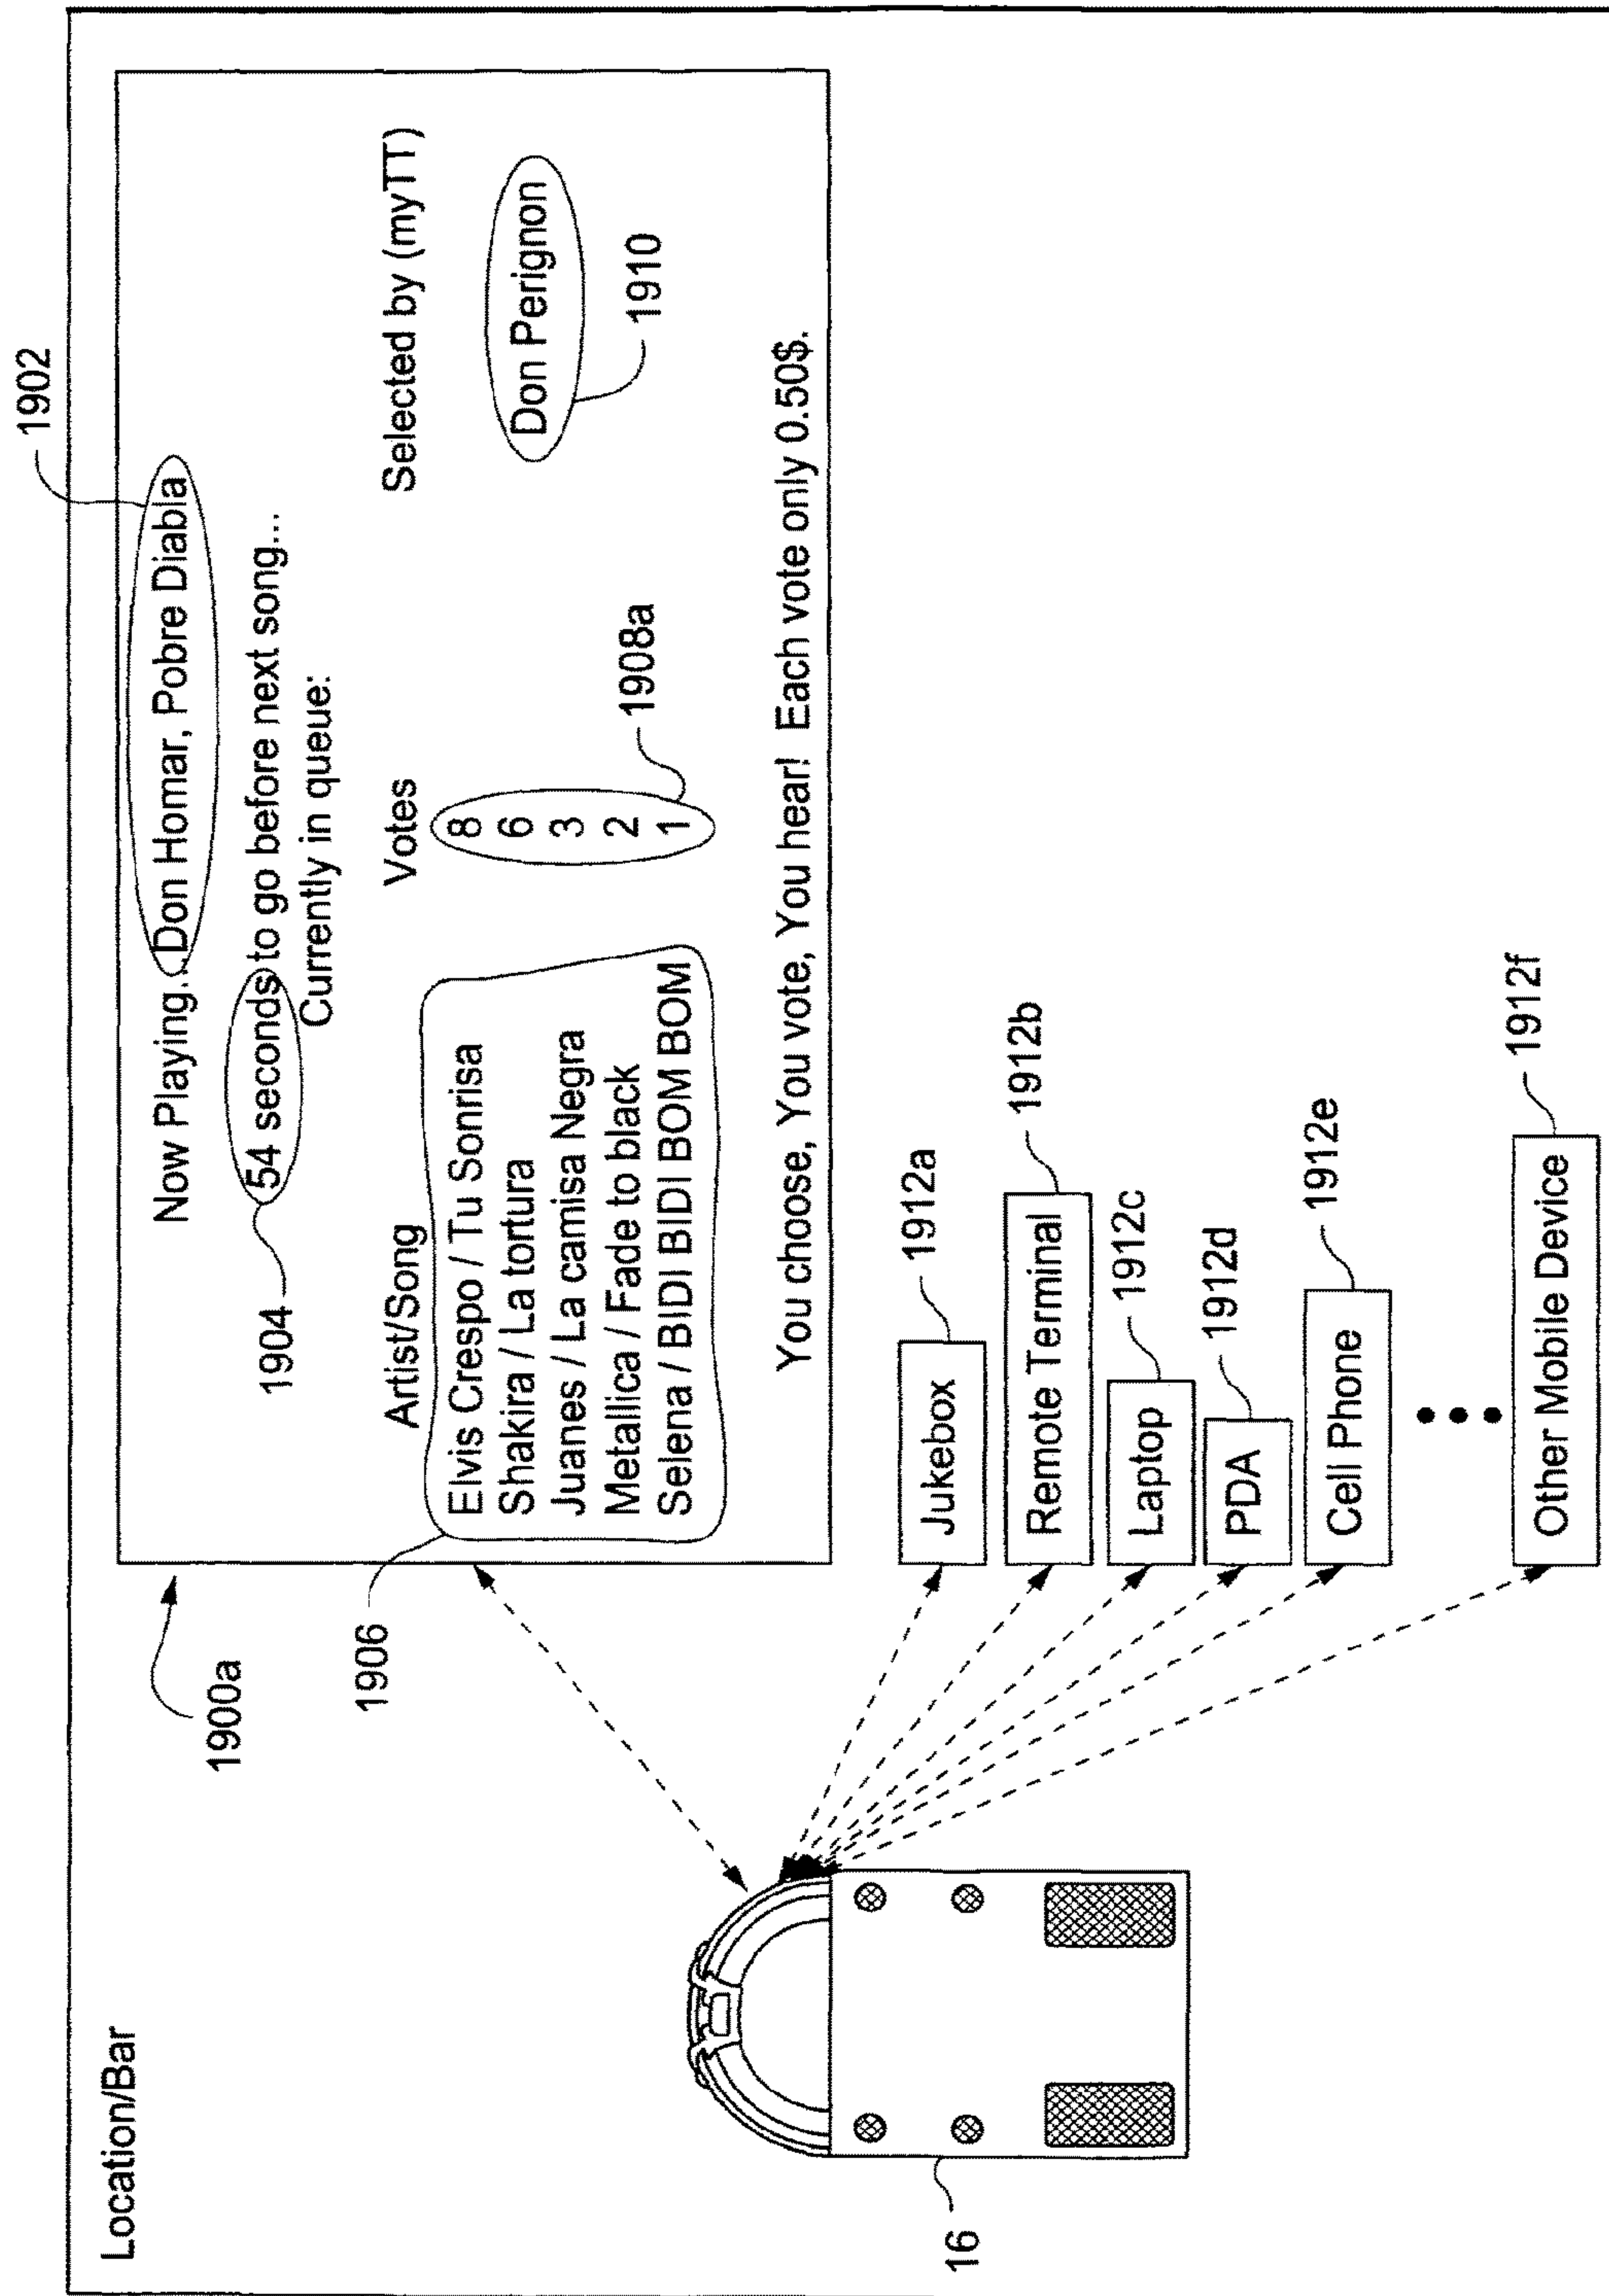 Location/Bar
1900a
1902
Now Playing...Don Homar, Pobre Diabla
54 seconds to go before next song...
1904
Currently in queue:
Artist/Song Votes Selected by (myTT)
1906
Elvis Crespo / Tu Sonrisa 8
Shakira / La tortura 6 Don Perignon
Juanes / La camisa Negra 3
Metallica / Fade to black 2
Selena / BIDI BIDI BOM BOM 1
1908a
1910
You choose, You vote, You hear! Each vote only 0.50$.
16
Jukebox 1912a
Remote Terminal 1912b
Laptop 1912c
PDA 1912d
Cell Phone 1912e
Other Mobile Device 1912f